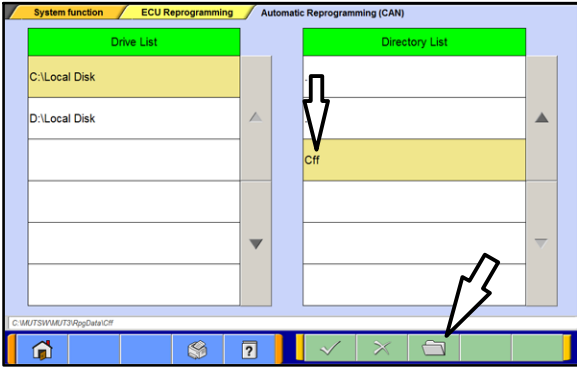 System function
ECU Reprogramming
Automatic Reprogramming (CAN)
Drive List
Directory List
C:\Local Disk
D:\Local Disk
.
Cff
C:\MUTSW\MUT3\RpgData\Cff
?